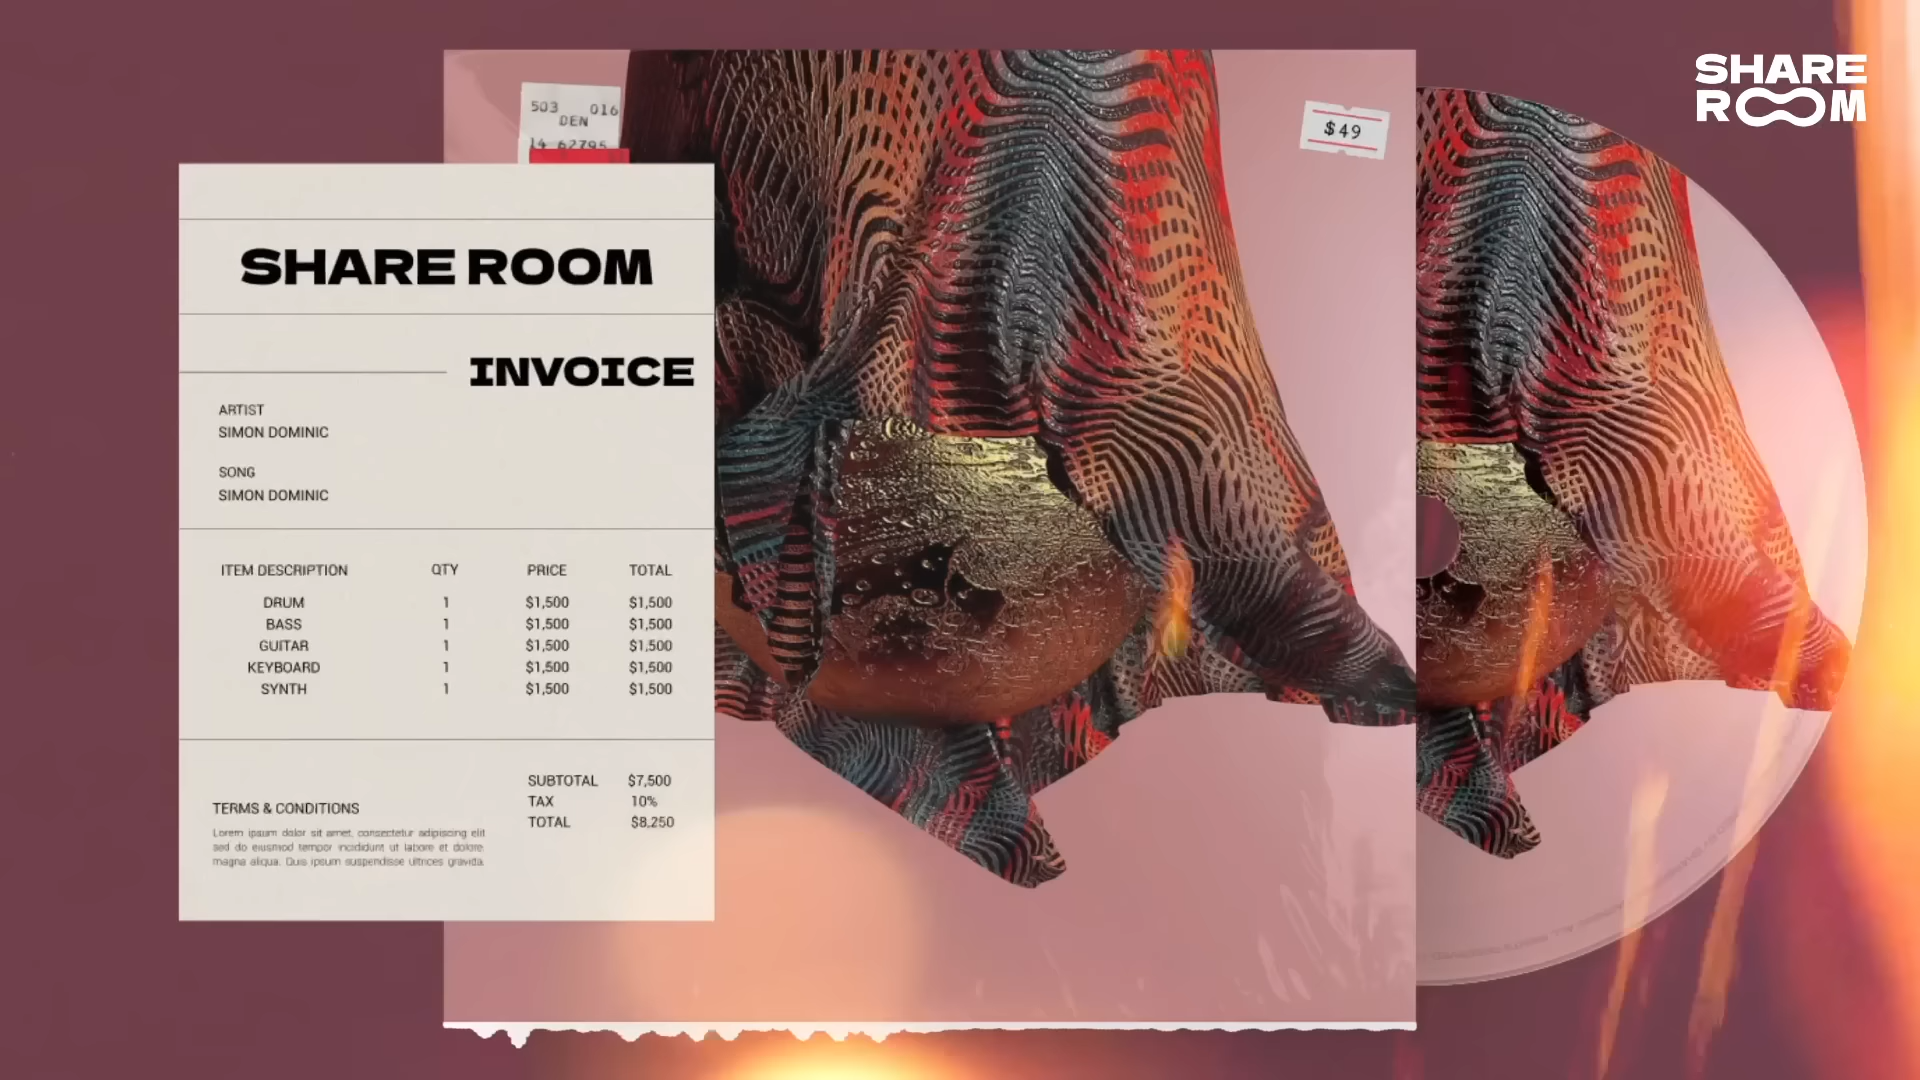 SHARE
ROOM
503 016
DEN
14 62795
$49
SHARE ROOM
INVOICE
ARTIST
SIMON DOMINIC
SONG
SIMON DOMINIC
ITEM DESCRIPTION QTY PRICE TOTAL
DRUM 1 $1,500 $1,500
BASS 1 $1,500 $1,500
GUITAR 1 $1,500 $1,500
KEYBOARD 1 $1,500 $1,500
SYNTH 1 $1,500 $1,500
SUBTOTAL $7,500
TAX 10%
TOTAL $8,250
TERMS & CONDITIONS
Lorem ipsum dolor sit amet, consectetur adipiscing elit
sed do eiusmod tempor incididunt ut labore et dolore
magna aliqua. Quis ipsum suspendisse ultrices gravida.